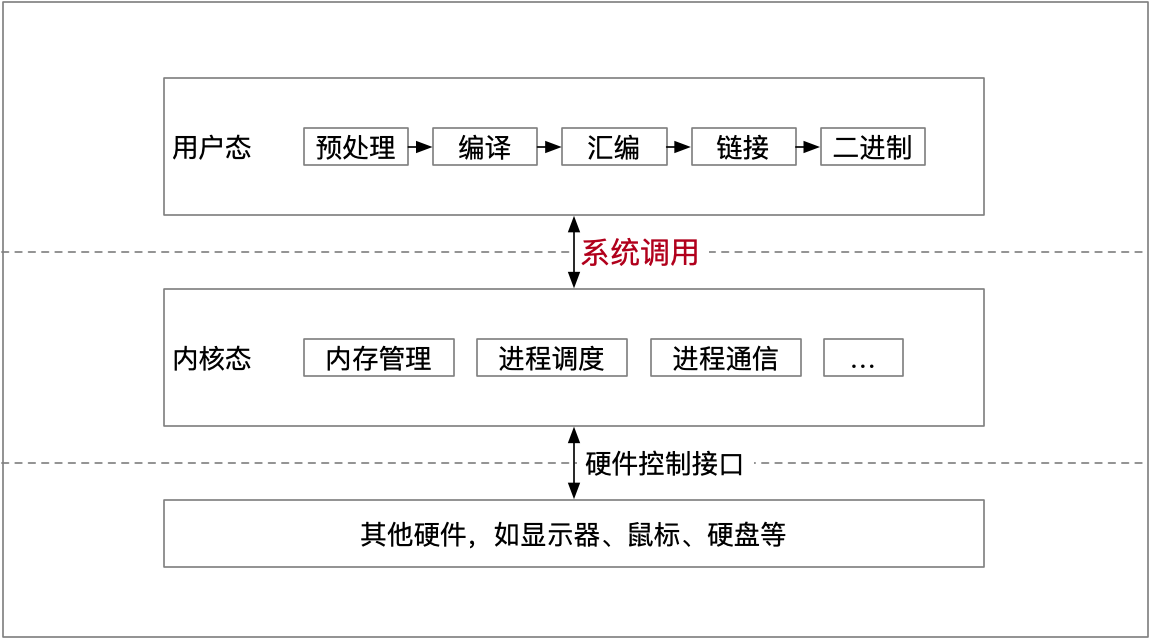 用户态 预处理 编译 汇编 链接 二进制
系统调用
内核态 内存管理 进程调度 进程通信 ...
硬件控制接口
其他硬件，如显示器、鼠标、硬盘等